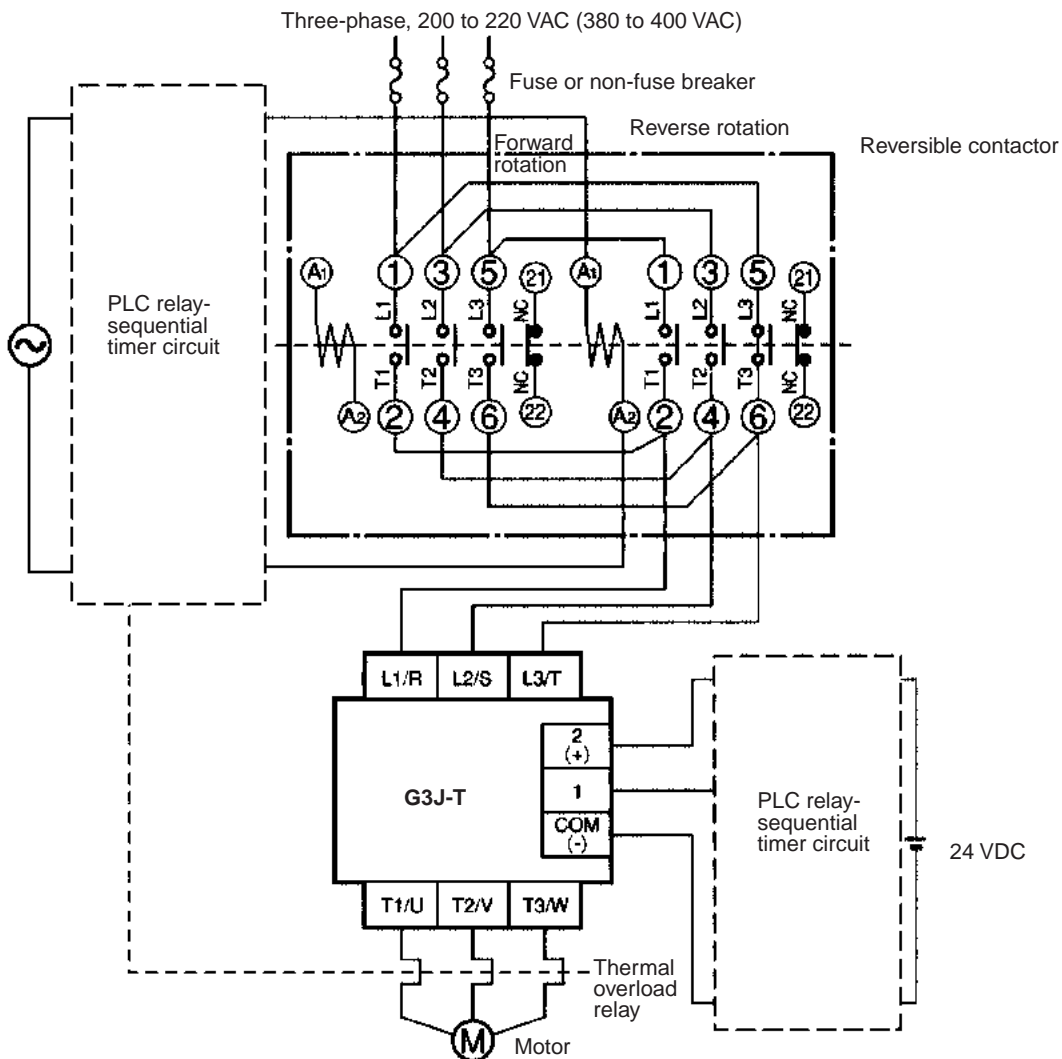 Three-phase, 200 to 220 VAC (380 to 400 VAC)
Fuse or non-fuse breaker
Reverse rotation
Reversible contactor
Forward
rotation
A1
1
3
5
21
A1
1
3
5
21
L1
L2
L3
NC
L1
L2
L3
NC
PLC relay-
sequential
timer circuit
T1
T2
T3
NC
T1
T2
T3
NC
A2
2
4
6
22
A2
2
4
6
22
L1/R
L2/S
L3/T
2
(+)
G3J-T
1
COM
(-)
PLC relay-
sequential
timer circuit
24 VDC
T1/U
T2/V
T3/W
Thermal
overload
relay
M
Motor